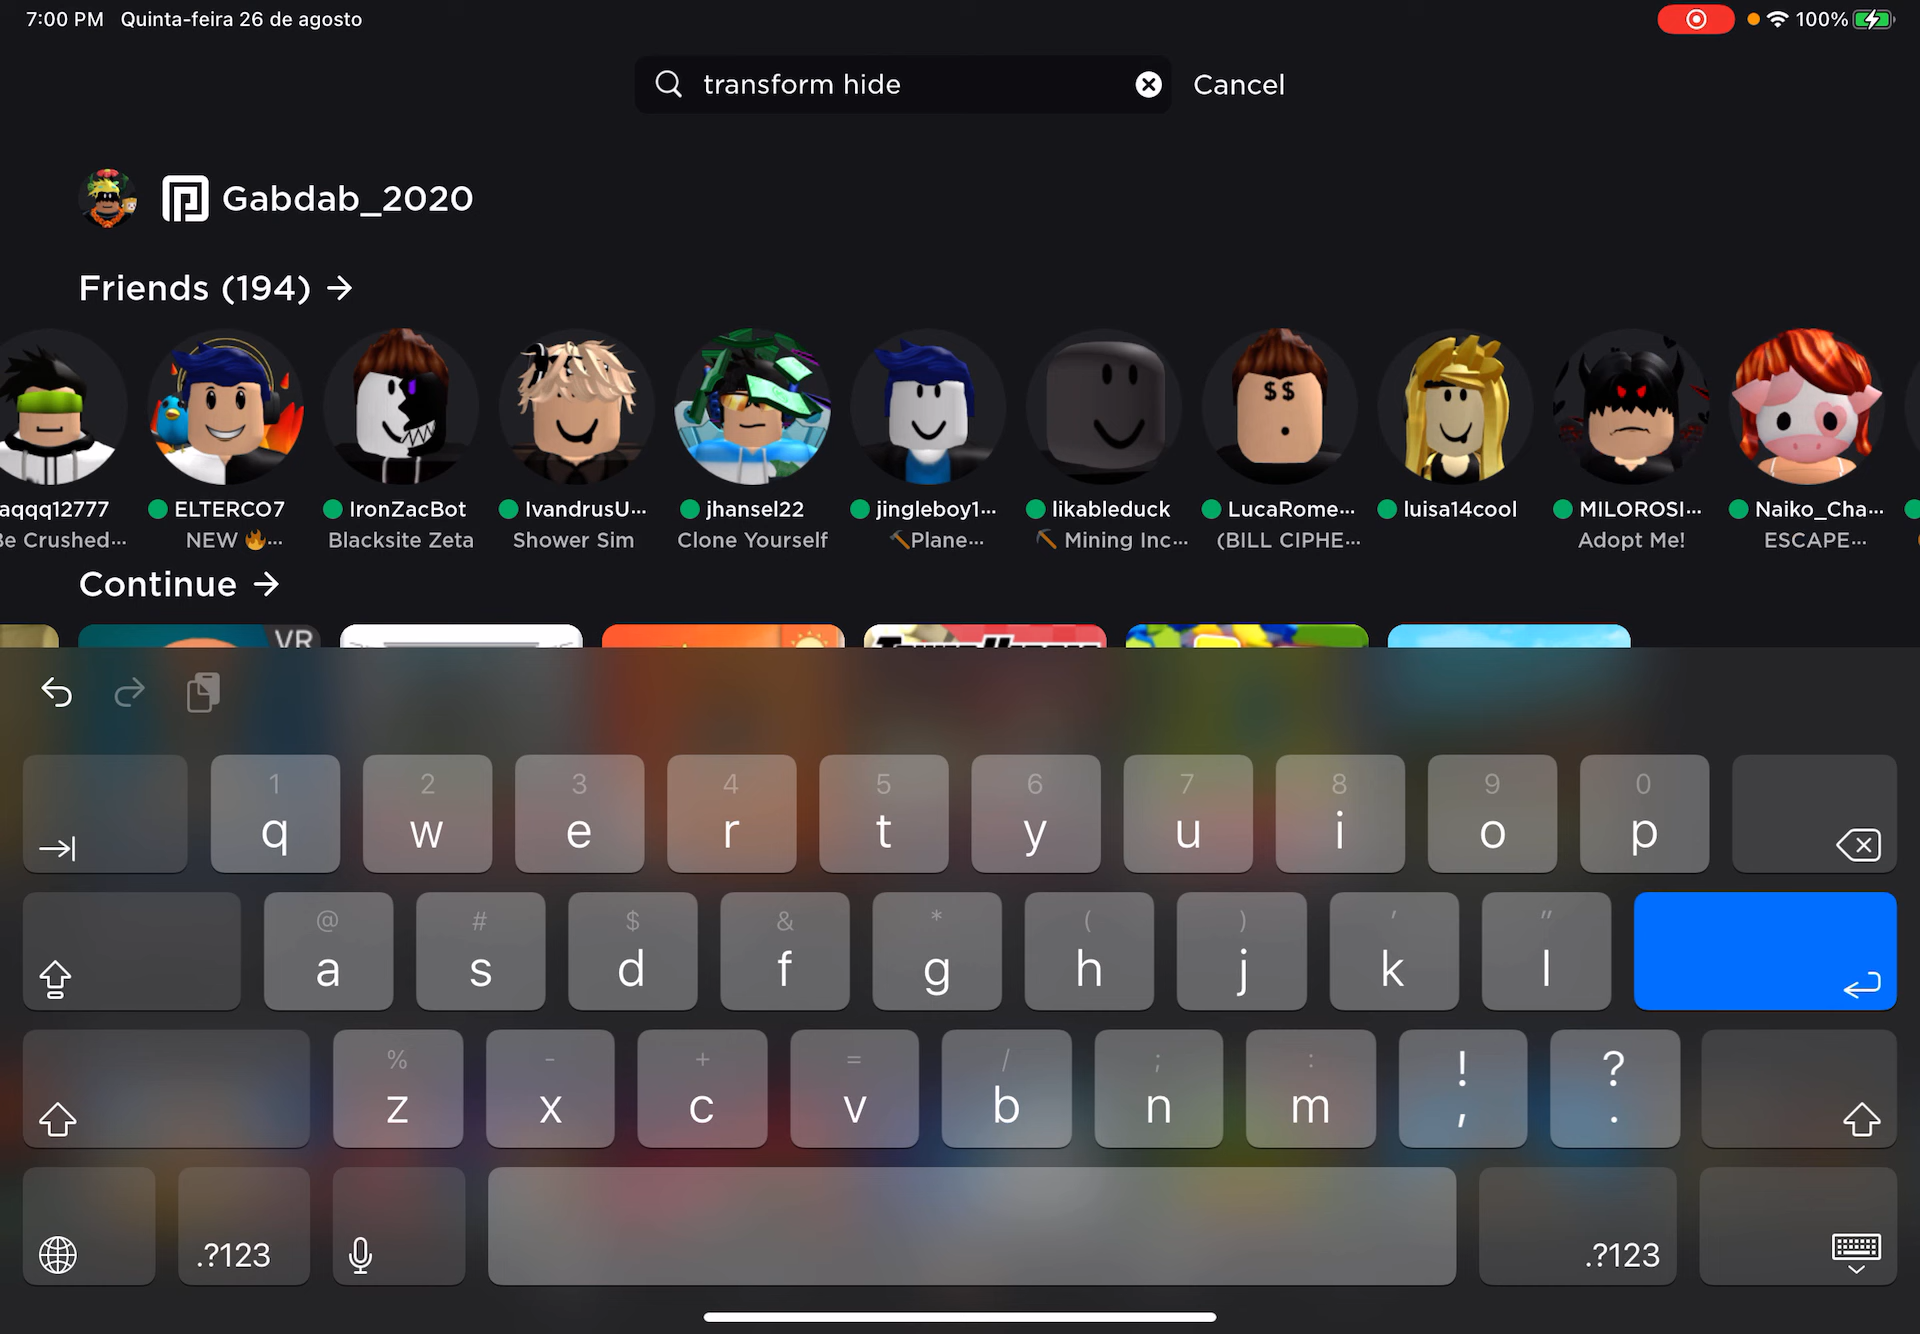 7:00 PM Quinta-feira 26 de agosto
100%
transform hide
Cancel
Gabdab_2020
Friends (194) →
aqqq12777 ELTERCO7 IronZacBot IvandrusU... jhansel22 jingleboy1... likableduck LucaRome... luisa14cool MILOROSI... Naiko_Cha...
Be Crushed... NEW 🔥... Blacksite Zeta Shower Sim Clone Yourself 🔨Plane... ⛏️ Mining Inc... (BILL CIPHE... Adopt Me! ESCAPE...
Continue →
VR
1 2 3 4 5 6 7 8 9 0
q w e r t y u i o p
@ # $ & * ( ) ' "
a s d f g h j k l
% - + = / ; : ! ?
z x c v b n m , .
.?123 .?123